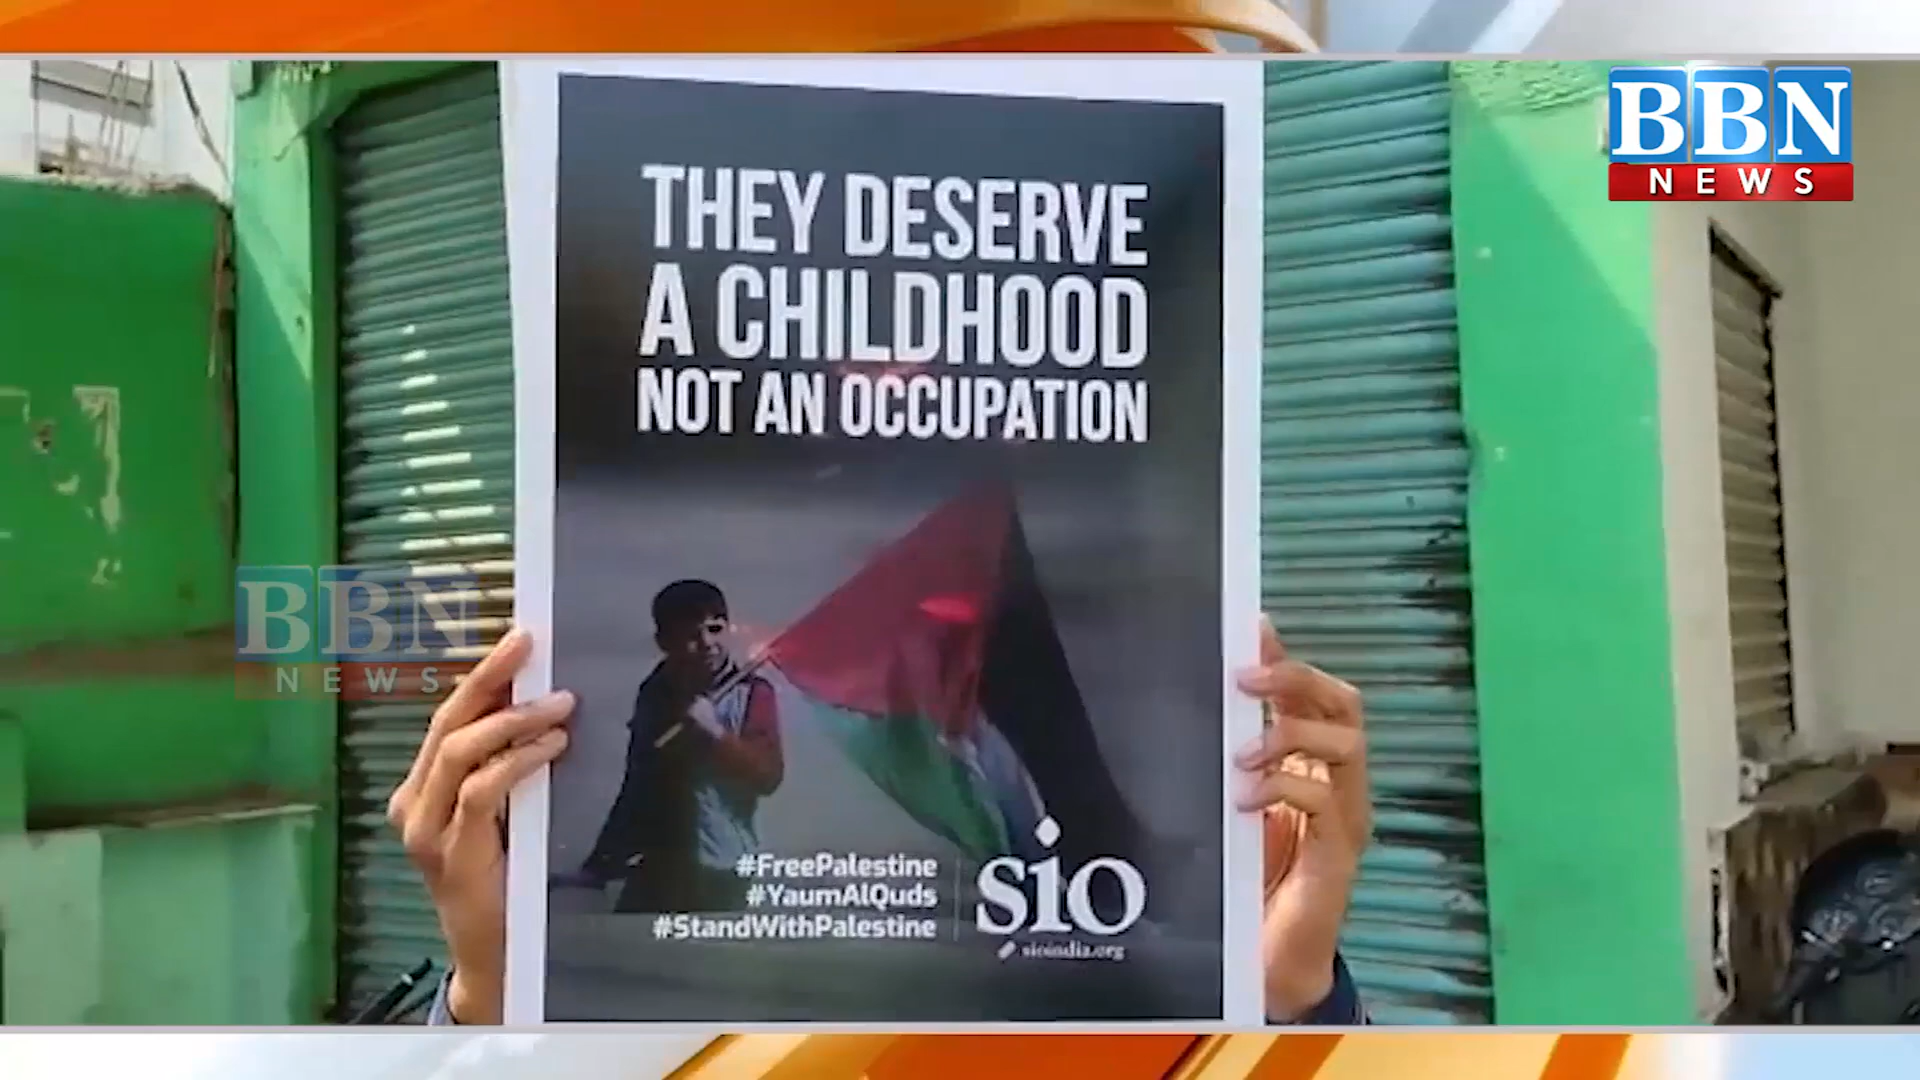 BBN
NEWS
THEY DESERVE
A CHILDHOOD
NOT AN OCCUPATION
BBN
NEWS
#FreePalestine
#YaumAlQuds
#StandWithPalestine
sio
sioindia.org